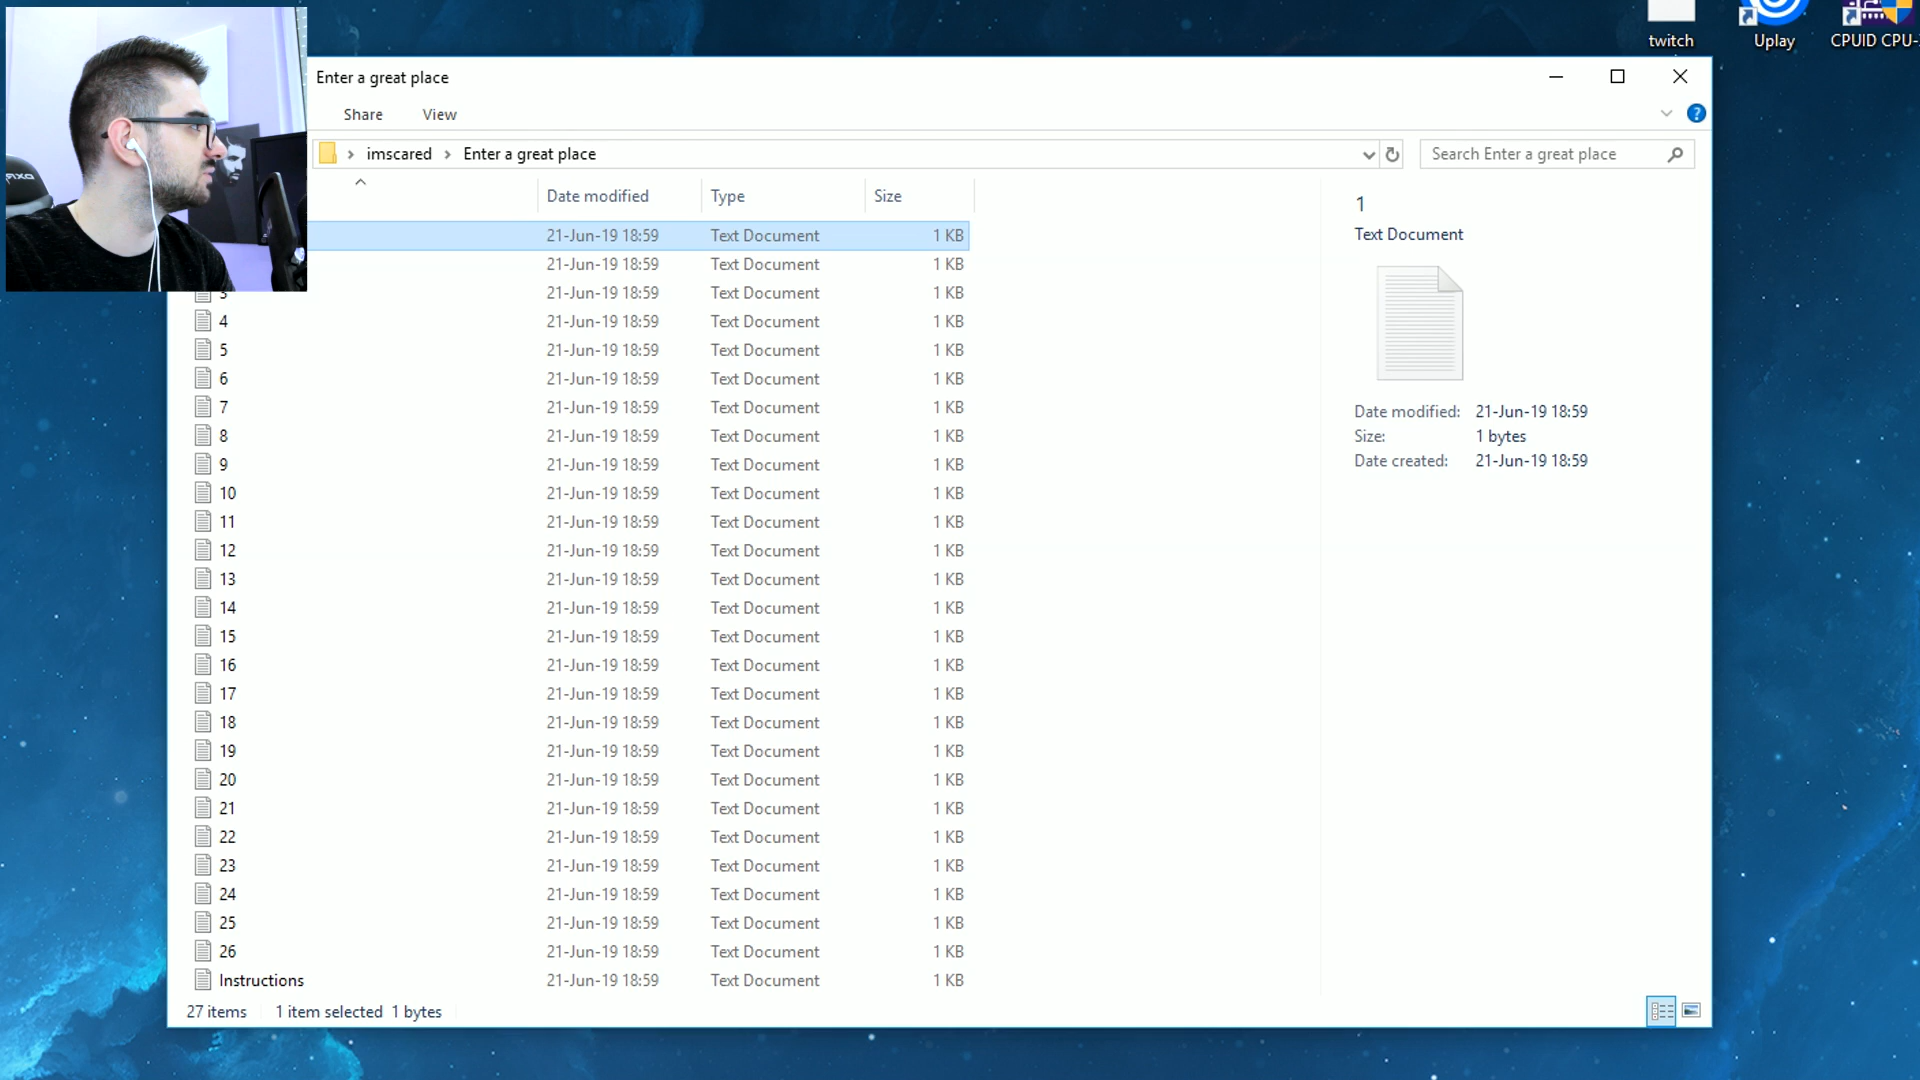 twitch
Uplay
CPUID CPU-
Enter a great place
Share
View
imscared
Enter a great place
Search Enter a great place
Date modified
Type
Size
21-Jun-19 18:59 Text Document 1 KB
21-Jun-19 18:59 Text Document 1 KB
3 21-Jun-19 18:59 Text Document 1 KB
4 21-Jun-19 18:59 Text Document 1 KB
5 21-Jun-19 18:59 Text Document 1 KB
6 21-Jun-19 18:59 Text Document 1 KB
7 21-Jun-19 18:59 Text Document 1 KB
8 21-Jun-19 18:59 Text Document 1 KB
9 21-Jun-19 18:59 Text Document 1 KB
10 21-Jun-19 18:59 Text Document 1 KB
11 21-Jun-19 18:59 Text Document 1 KB
12 21-Jun-19 18:59 Text Document 1 KB
13 21-Jun-19 18:59 Text Document 1 KB
14 21-Jun-19 18:59 Text Document 1 KB
15 21-Jun-19 18:59 Text Document 1 KB
16 21-Jun-19 18:59 Text Document 1 KB
17 21-Jun-19 18:59 Text Document 1 KB
18 21-Jun-19 18:59 Text Document 1 KB
19 21-Jun-19 18:59 Text Document 1 KB
20 21-Jun-19 18:59 Text Document 1 KB
21 21-Jun-19 18:59 Text Document 1 KB
22 21-Jun-19 18:59 Text Document 1 KB
23 21-Jun-19 18:59 Text Document 1 KB
24 21-Jun-19 18:59 Text Document 1 KB
25 21-Jun-19 18:59 Text Document 1 KB
26 21-Jun-19 18:59 Text Document 1 KB
Instructions 21-Jun-19 18:59 Text Document 1 KB
1
Text Document
Date modified: 21-Jun-19 18:59
Size: 1 bytes
Date created: 21-Jun-19 18:59
27 items 1 item selected 1 bytes